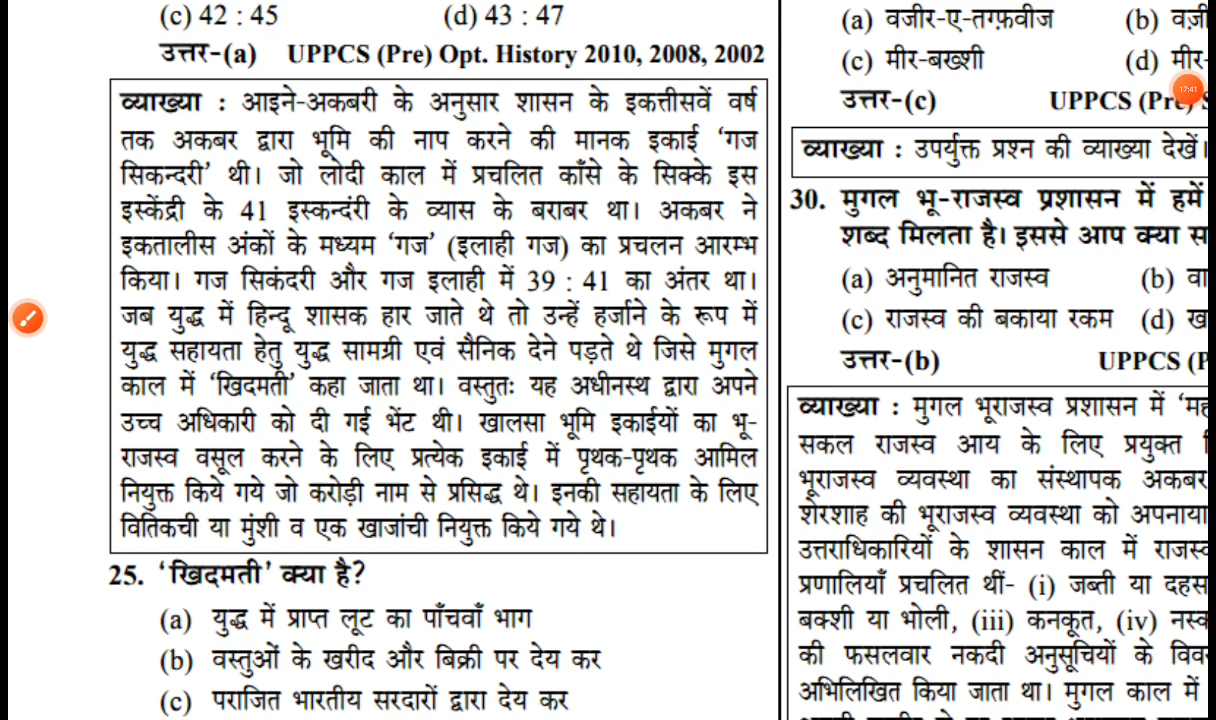 (c) 42 : 45 (d) 43 : 47
उत्तर-(a) UPPCS (Pre) Opt. History 2010, 2008, 2002
व्याख्या : आइने-अकबरी के अनुसार शासन के इकत्तीसवें वर्ष
तक अकबर द्वारा भूमि की नाप करने की मानक इकाई ‘गज
सिकन्दरी’ थी। जो लोदी काल में प्रचलित काँसे के सिक्के इस
इस्केंद्री के 41 इस्कन्दंरी के व्यास के बराबर था। अकबर ने
इकतालीस अंकों के मध्यम ‘गज’ (इलाही गज) का प्रचलन आरम्भ
किया। गज सिकंदरी और गज इलाही में 39 : 41 का अंतर था।
जब युद्ध में हिन्दू शासक हार जाते थे तो उन्हें हर्जाने के रूप में
युद्ध सहायता हेतु युद्ध सामग्री एवं सैनिक देने पड़ते थे जिसे मुगल
काल में ‘खिदमती’ कहा जाता था। वस्तुतः यह अधीनस्थ द्वारा अपने
उच्च अधिकारी को दी गई भेंट थी। खालसा भूमि इकाईयों का भू-
राजस्व वसूल करने के लिए प्रत्येक इकाई में पृथक-पृथक आमिल
नियुक्त किये गये जो करोड़ी नाम से प्रसिद्ध थे। इनकी सहायता के लिए
वितिकची या मुंशी व एक खाजांची नियुक्त किये गये थे।
25. ‘खिदमती’ क्या है?
(a) युद्ध में प्राप्त लूट का पाँचवाँ भाग
(b) वस्तुओं के खरीद और बिक्री पर देय कर
(c) पराजित भारतीय सरदारों द्वारा देय कर
(a) वजीर-ए-तग्फ़वीज (b)
(c) मीर-बख्शी (d) मीर-
17:41
उत्तर-(c) UPPCS
व्याख्या : उपर्युक्त प्रश्न की व्याख्या देखें।
30. मुगल भू-राजस्व प्रशासन में हमें
शब्द मिलता है। इससे आप क्या
(a) अनुमानित राजस्व (b)
(c) राजस्व की बकाया रकम (d)
उत्तर-(b) UPPCS
व्याख्या : मुगल भूराजस्व प्रशासन में
सकल राजस्व आय के लिए प्रयुक्त
भूराजस्व व्यवस्था का संस्थापक अकबर
शेरशाह की भूराजस्व व्यवस्था को अपनाया
उत्तराधिकारियों के शासन काल में
प्रणालियाँ प्रचलित थीं- (i) जब्ती या
बक्शी या भोली, (iii) कनकूत, (iv)
की फसलवार नकदी अनुसूचियों के
अभिलिखित किया जाता था। मुगल काल में